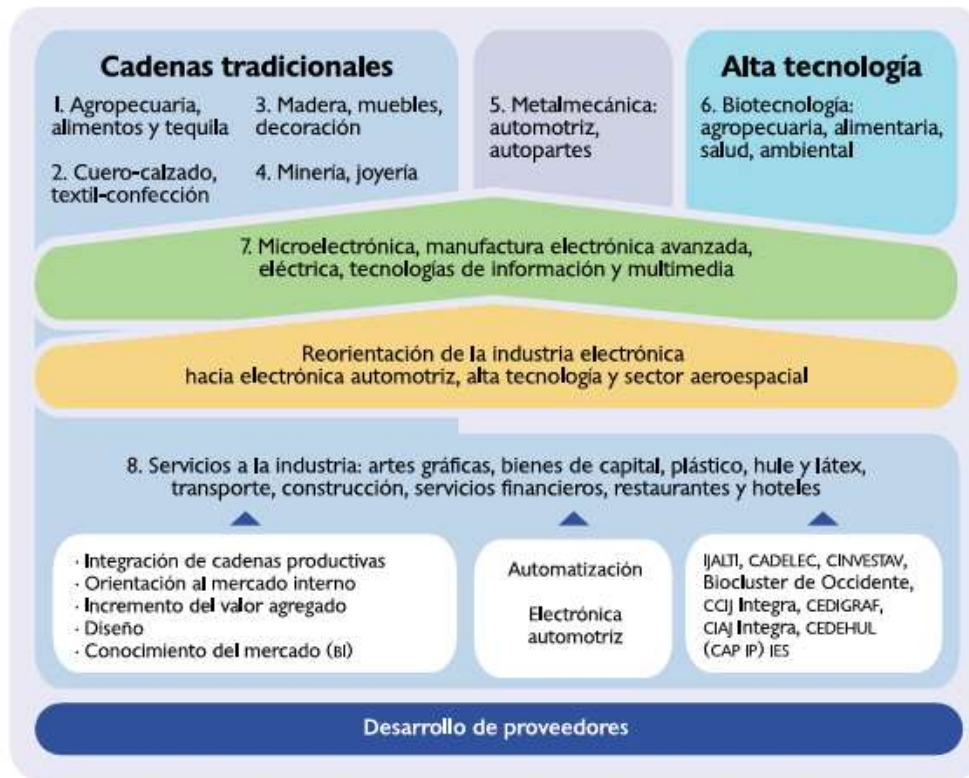 Cadenas tradicionales
1. Agropecuaria,
alimentos y tequila
2. Cuero-calzado,
textil-confección
3. Madera, muebles,
decoración
4. Minería, joyería
5. Metalmecánica:
automotriz,
autopartes
Alta tecnología
6. Biotecnología:
agropecuaria, alimentaria,
salud, ambiental
7. Microelectrónica, manufactura electrónica avanzada,
eléctrica, tecnologías de información y multimedia
Reorientación de la industria electrónica
hacia electrónica automotriz, alta tecnología y sector aeroespacial
8. Servicios a la industria: artes gráficas, bienes de capital, plástico, hule y látex,
transporte, construcción, servicios financieros, restaurantes y hoteles
· Integración de cadenas productivas
· Orientación al mercado interno
· Incremento del valor agregado
· Diseño
· Conocimiento del mercado (BI)
Automatización
Electrónica
automotriz
IJALTI, CADELEC, CINVESTAV,
Biocluster de Occidente,
CCIJ Integra, CEDIGRAF,
CIAJ Integra, CEDEHUL
(CAP IP) IES
Desarrollo de proveedores